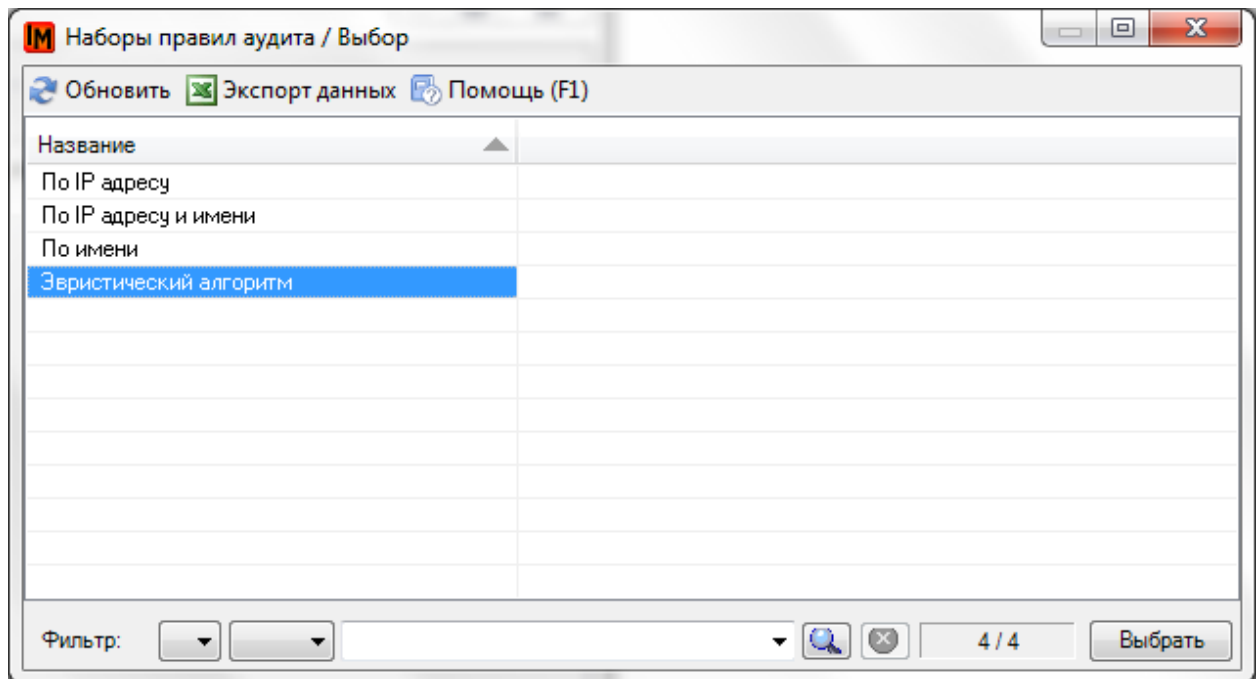 IM Наборы правил аудита / Выбор
Обновить Экспорт данных Помощь (F1)
Название
По IP адресу
По IP адресу и имени
По имени
Эвристический алгоритм
Фильтр: 4 / 4 Выбрать